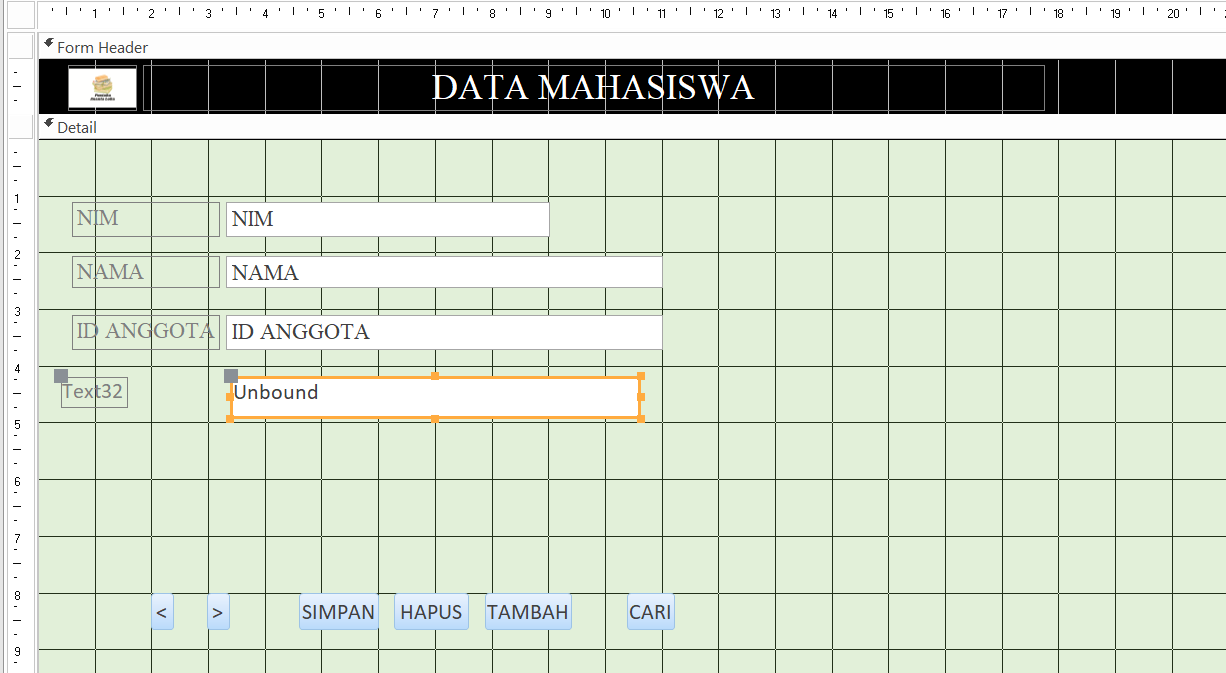 1 2 3 4 5 6 7 8 9 10 11 12 13 14 15 16 17 18 19 20
Form Header
DATA MAHASISWA
Detail
1
NIM NIM
2
NAMA NAMA
3
ID ANGGOTA ID ANGGOTA
4
Text32 Unbound
5
6
7
8
< > SIMPAN HAPUS TAMBAH CARI
9